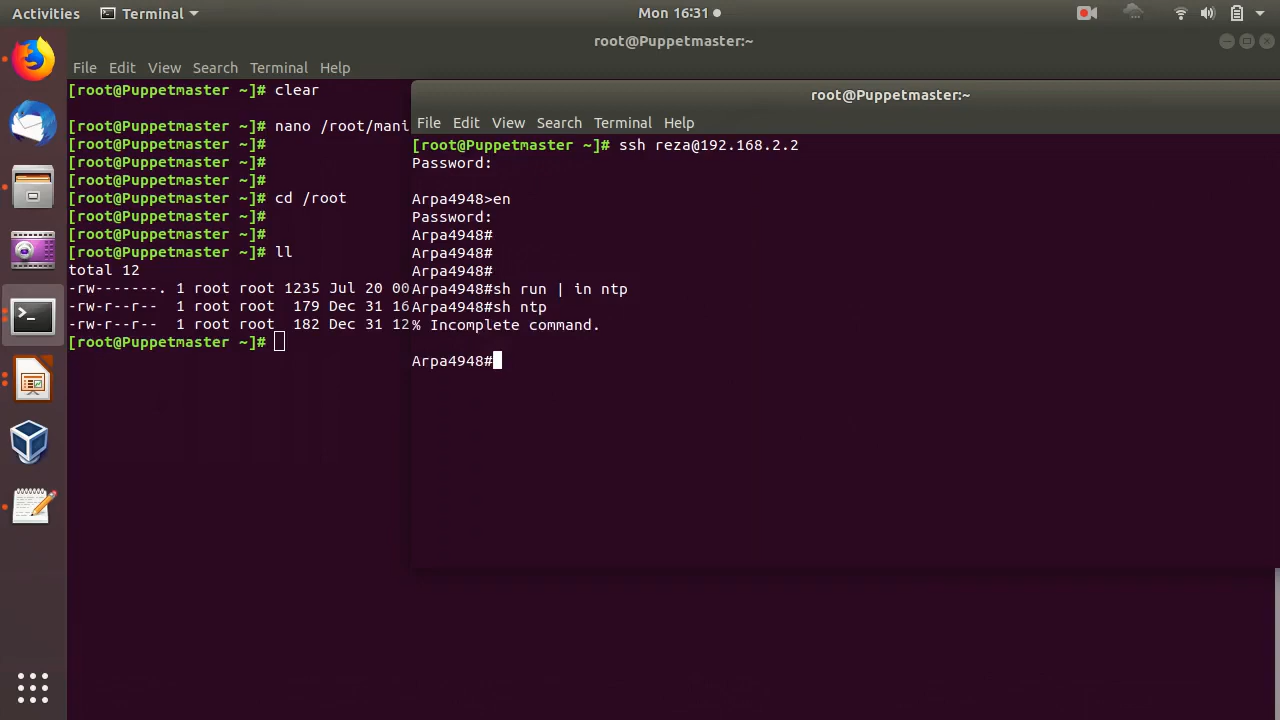 Activities
Terminal
Mon 16:31
root@Puppetmaster:~
File Edit View Search Terminal Help
[root@Puppetmaster ~]# clear
[root@Puppetmaster ~]# nano /root/mani
[root@Puppetmaster ~]#
[root@Puppetmaster ~]#
[root@Puppetmaster ~]#
[root@Puppetmaster ~]# cd /root
[root@Puppetmaster ~]#
[root@Puppetmaster ~]#
[root@Puppetmaster ~]# ll
total 12
-rw-------. 1 root root 1235 Jul 20 00
-rw-r--r-- 1 root root 179 Dec 31 16
-rw-r--r-- 1 root root 182 Dec 31 12
[root@Puppetmaster ~]#
root@Puppetmaster:~
File Edit View Search Terminal Help
[root@Puppetmaster ~]# ssh reza@192.168.2.2
Password:
Arpa4948>en
Password:
Arpa4948#
Arpa4948#
Arpa4948#
Arpa4948#sh run | in ntp
Arpa4948#sh ntp
% Incomplete command.
Arpa4948#